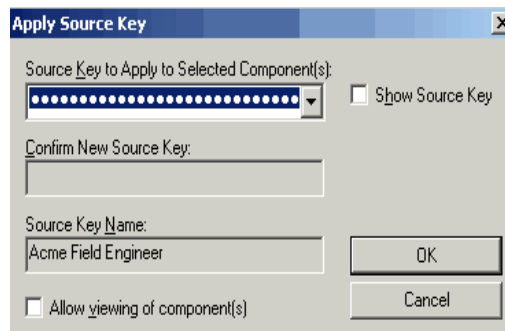 Apply Source Key
Source Key to Apply to Selected Component(s):
••••••••••••••••••••••••••••
Show Source Key
Confirm New Source Key:
Source Key Name:
Acme Field Engineer
OK
Allow viewing of component(s)
Cancel